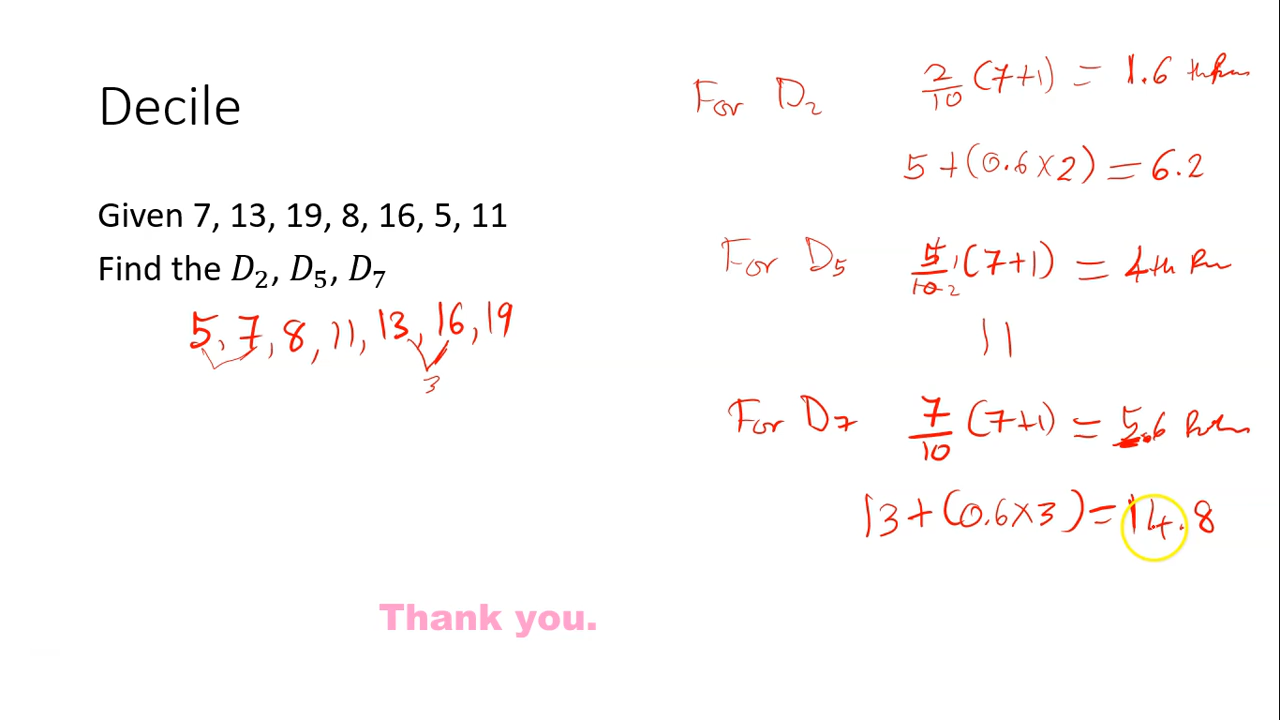 Decile
Given 7, 13, 19, 8, 16, 5, 11
Find the D₂, D₅, D₇
5, 7, 8, 11, 13, 16, 19
3
For D₂ 2/10 (7+1) = 1.6
5 + (0.6 × 2) = 6.2
For D₅ 5/10 1 2 (7+1) = 4th
11
For D₇ 7/10 (7+1) = 5.6
13 + (0.6 × 3) = 14.8
Thank you.